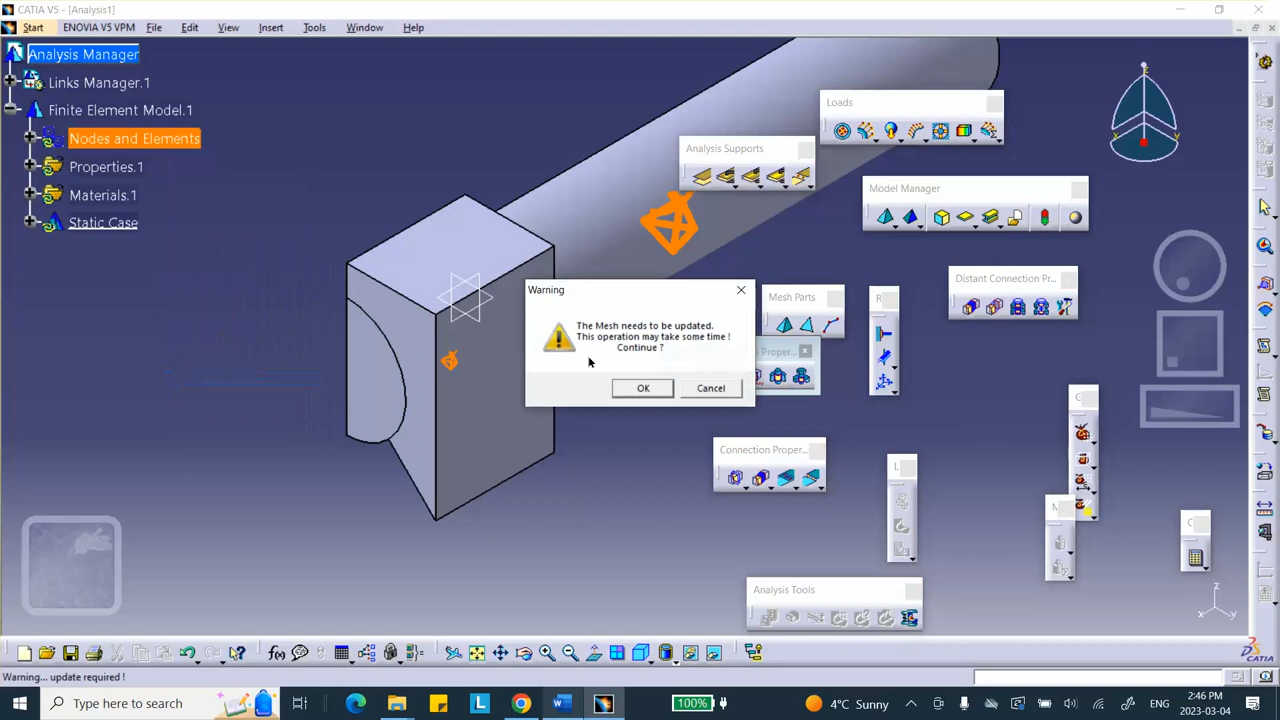 CATIA V5 - [Analysis1]
Start ENOVIA V5 VPM File Edit View Insert Tools Window Help
Analysis Manager
Links Manager.1
Finite Element Model.1
Nodes and Elements
Properties.1
Materials.1
Static Case
Loads
Analysis Supports
Model Manager
Distant Connection Pr...
Warning
The Mesh needs to be updated.
This operation may take some time !
Continue ?
OK Cancel
Mesh Parts
R
Proper...
G
Connection Proper...
I.
M
C
Analysis Tools
z
x y
Warning... update required !
Type here to search
100%
4°C Sunny
ENG
2:46 PM
2023-03-04